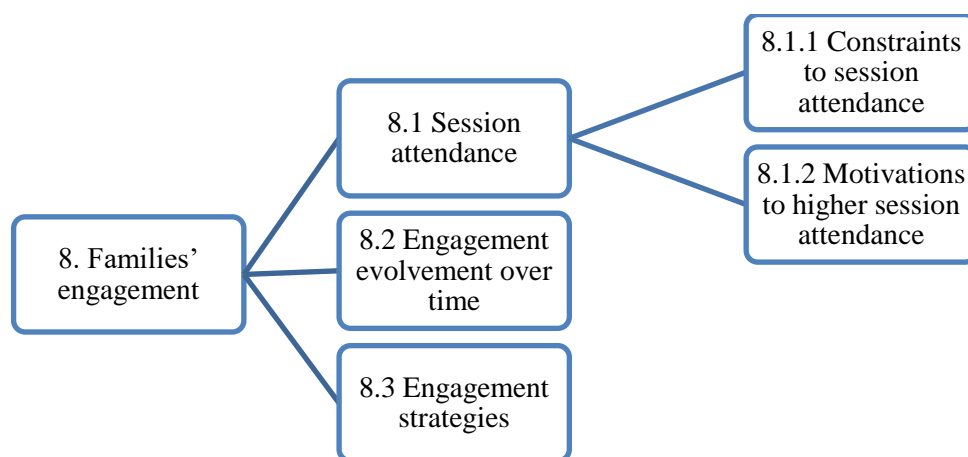 8. Families’
engagement
8.1 Session
attendance
8.1.1 Constraints
to session
attendance
8.1.2 Motivations
to higher session
attendance
8.2 Engagement
evolvement over
time
8.3 Engagement
strategies